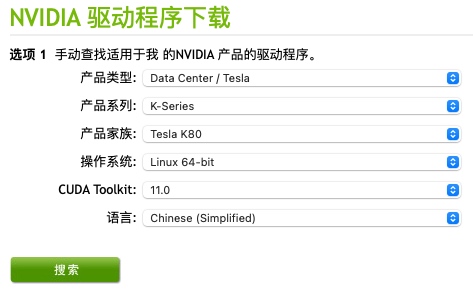 NVIDIA 驱动程序下载
选项 1 手动查找适用于我 的NVIDIA 产品的驱动程序。
产品类型: Data Center / Tesla
产品系列: K-Series
产品家族: Tesla K80
操作系统: Linux 64-bit
CUDA Toolkit: 11.0
语言: Chinese (Simplified)
搜索